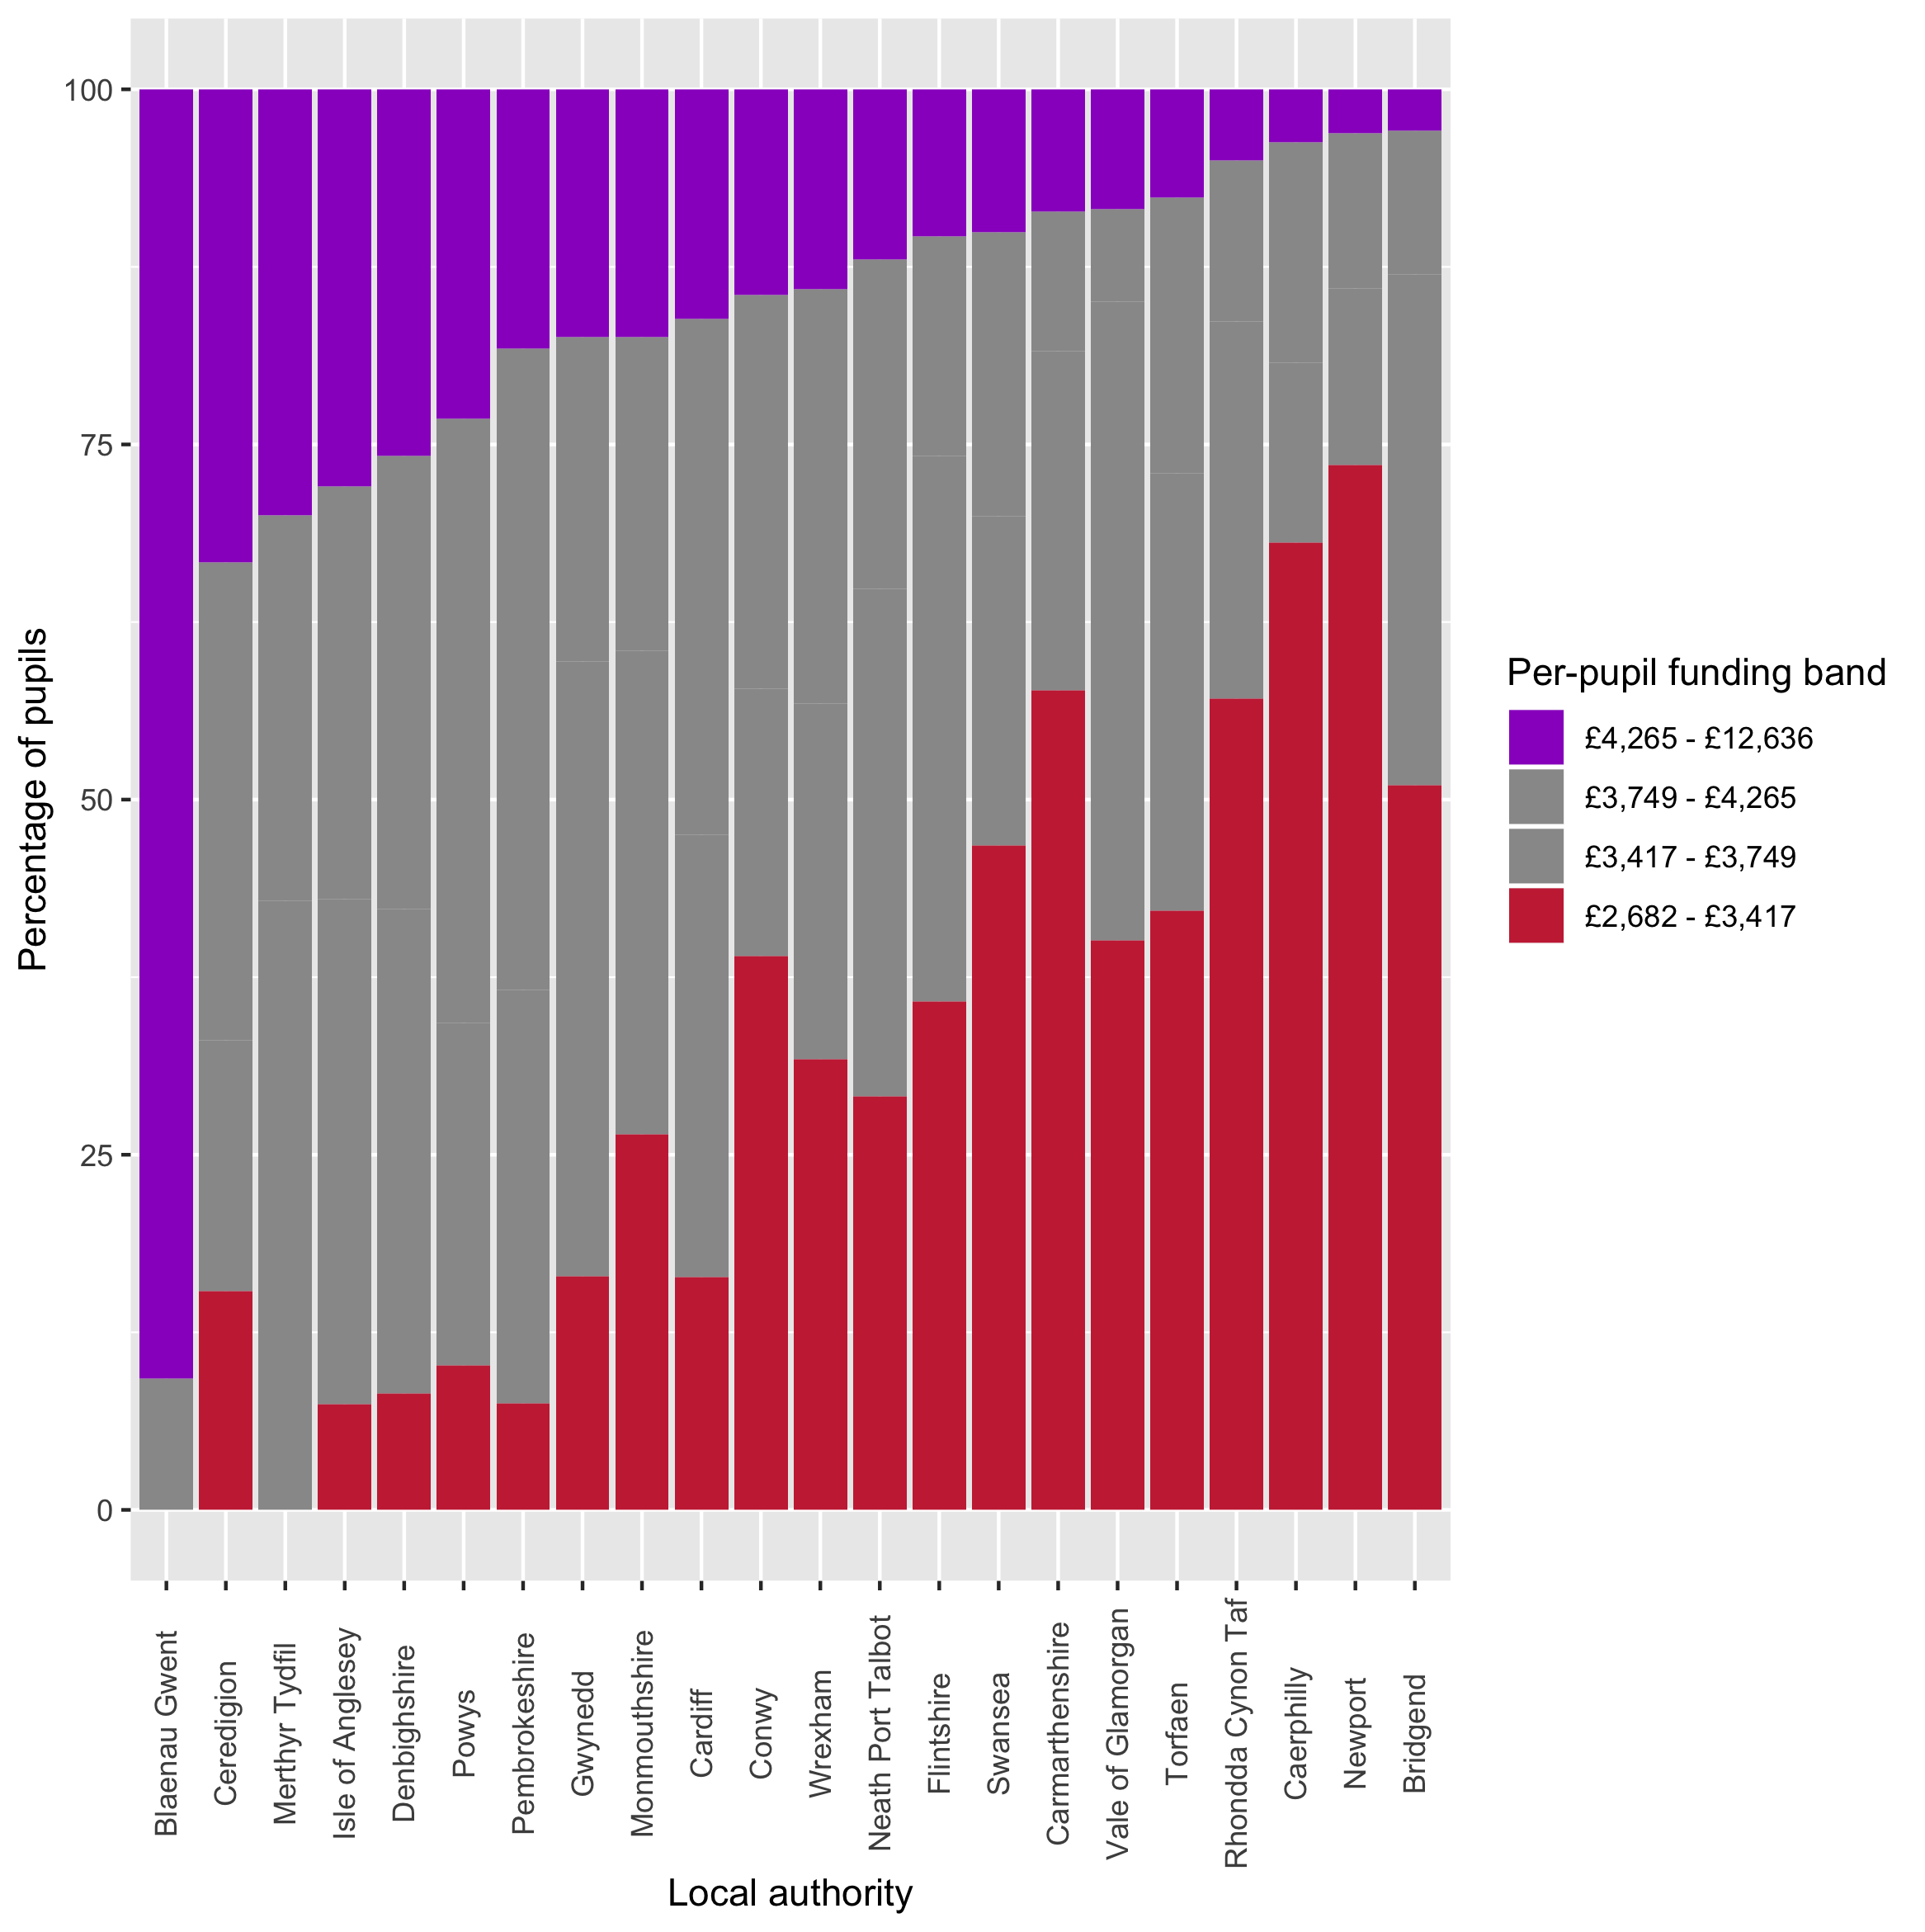 100
75
50
25
0
Percentage of pupils
Blaenau Gwent
Ceredigion
Merthyr Tydfil
Isle of Anglesey
Denbighshire
Powys
Pembrokeshire
Gwynedd
Monmouthshire
Cardiff
Conwy
Wrexham
Neath Port Talbot
Flintshire
Swansea
Carmarthenshire
Vale of Glamorgan
Torfaen
Rhondda Cynon Taf
Caerphilly
Newport
Bridgend
Local authority
Per-pupil funding band
£4,265 - £12,636
£3,749 - £4,265
£3,417 - £3,749
£2,682 - £3,417